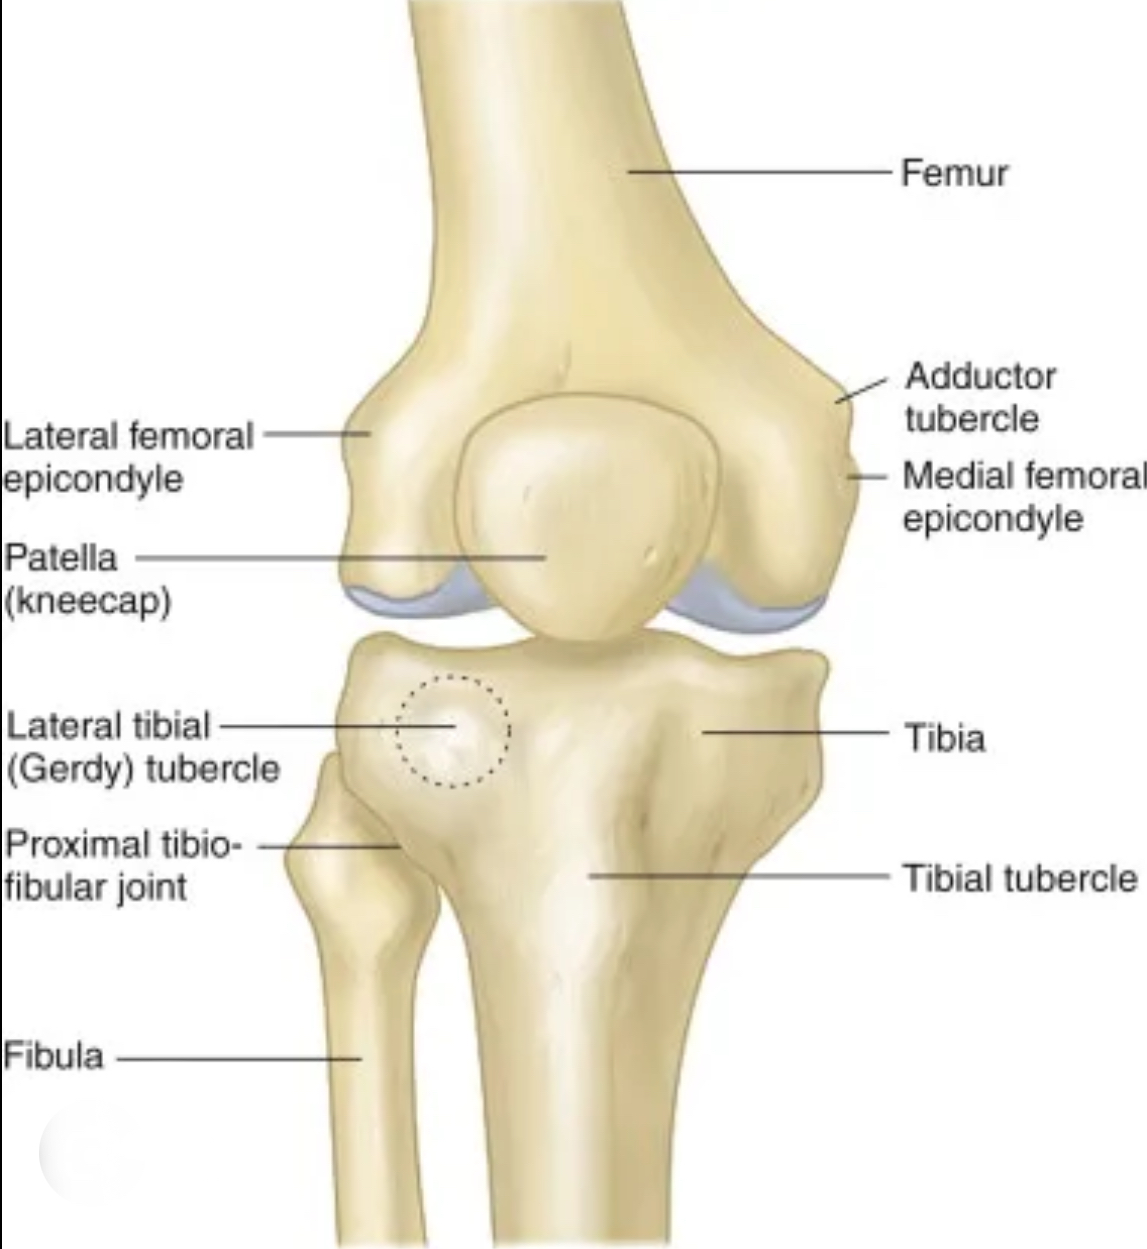 Femur
Adductor
tubercle
Lateral femoral
epicondyle
Medial femoral
epicondyle
Patella
(kneecap)
Lateral tibial
(Gerdy) tubercle
Tibia
Proximal tibio-
fibular joint
Tibial tubercle
Fibula